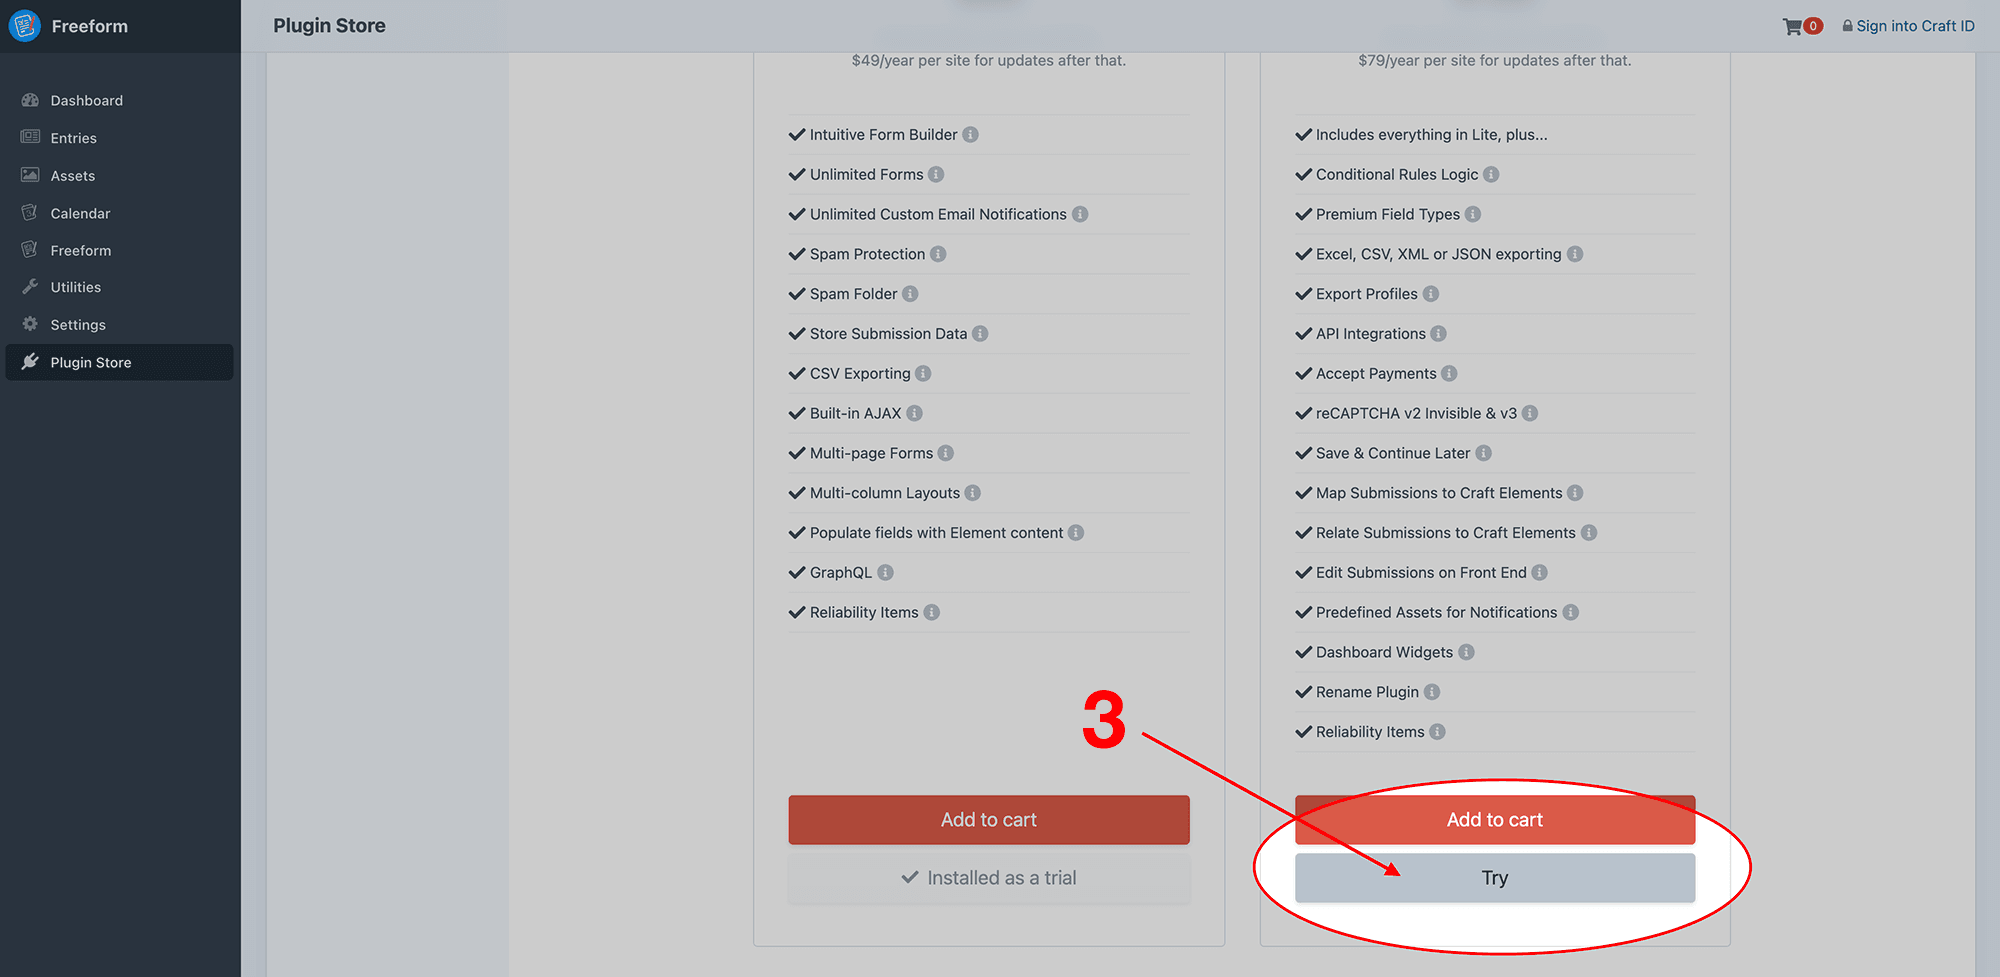 Freeform
Plugin Store
0
Sign into Craft ID
Dashboard
Entries
Assets
Calendar
Freeform
Utilities
Settings
Plugin Store
$49/year per site for updates after that.
Intuitive Form Builder
Unlimited Forms
Unlimited Custom Email Notifications
Spam Protection
Spam Folder
Store Submission Data
CSV Exporting
Built-in AJAX
Multi-page Forms
Multi-column Layouts
Populate fields with Element content
GraphQL
Reliability Items
Add to cart
Installed as a trial
$79/year per site for updates after that.
Includes everything in Lite, plus...
Conditional Rules Logic
Premium Field Types
Excel, CSV, XML or JSON exporting
Export Profiles
API Integrations
Accept Payments
reCAPTCHA v2 Invisible & v3
Save & Continue Later
Map Submissions to Craft Elements
Relate Submissions to Craft Elements
Edit Submissions on Front End
Predefined Assets for Notifications
Dashboard Widgets
Rename Plugin
Reliability Items
3
Add to cart
Try